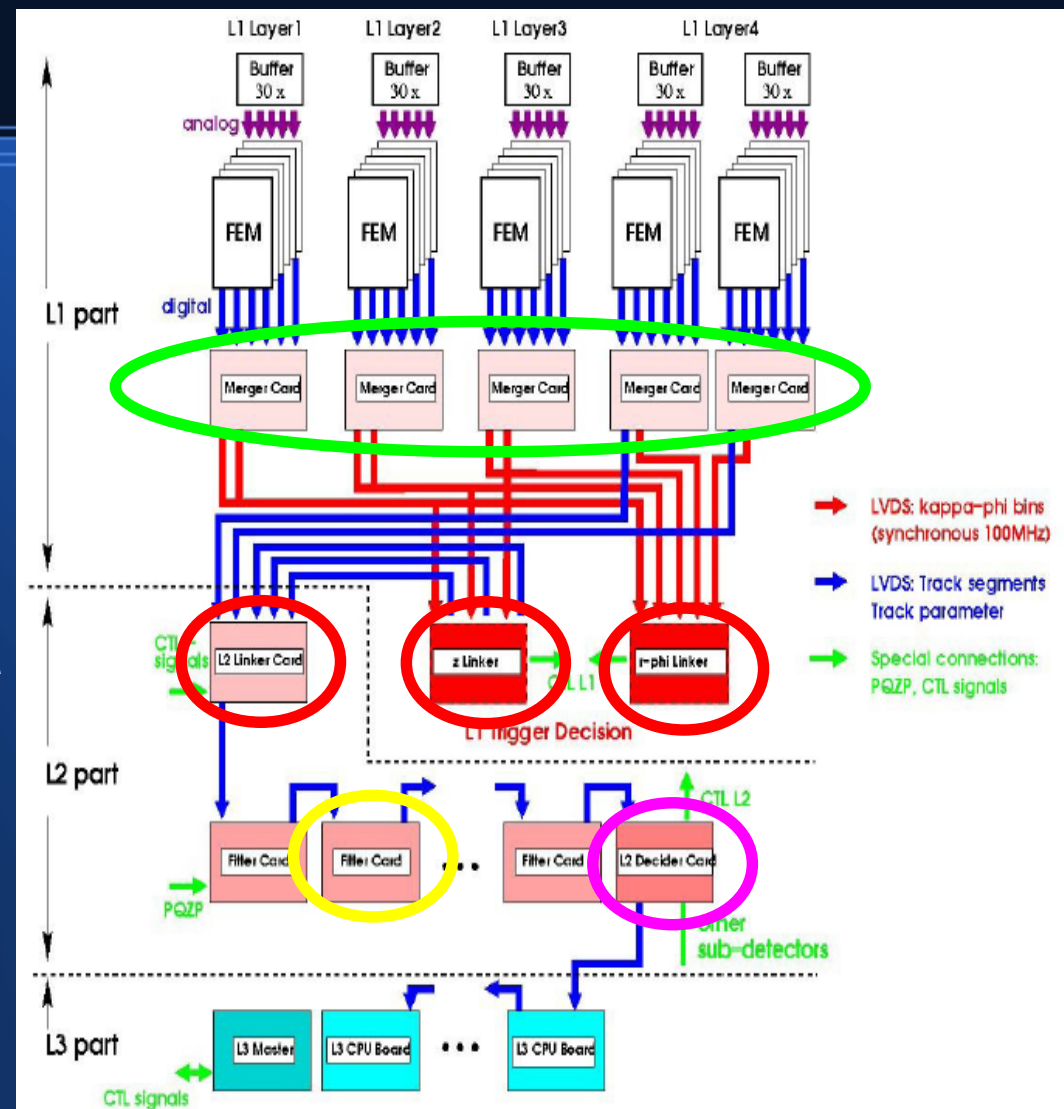 L1 Layer1
L1 Layer2
L1 Layer3
L1 Layer4
Buffer
30 x
Buffer
30 x
Buffer
30 x
Buffer
30 x
Buffer
30 x
analog
FEM
FEM
FEM
FEM
FEM
L1 part
digital
Merger Card
Merger Card
Merger Card
Merger Card
Merger Card
LVDS: kappa-phi bins
(synchronous 100MHz)
LVDS: Track segments
Track parameter
Special connections:
PQZP, CTL signals
CTL-
signals
L2 Linker Card
z Linker
CTL L1
r-phi Linker
L1 Trigger Decision
L2 part
CTL L2
Fitter Card
Fitter Card
• • •
Fitter Card
L2 Decider Card
PQZP
other
sub-detectors
L3 part
L3 Master
L3 CPU Board
• • •
L3 CPU Board
CTL signals